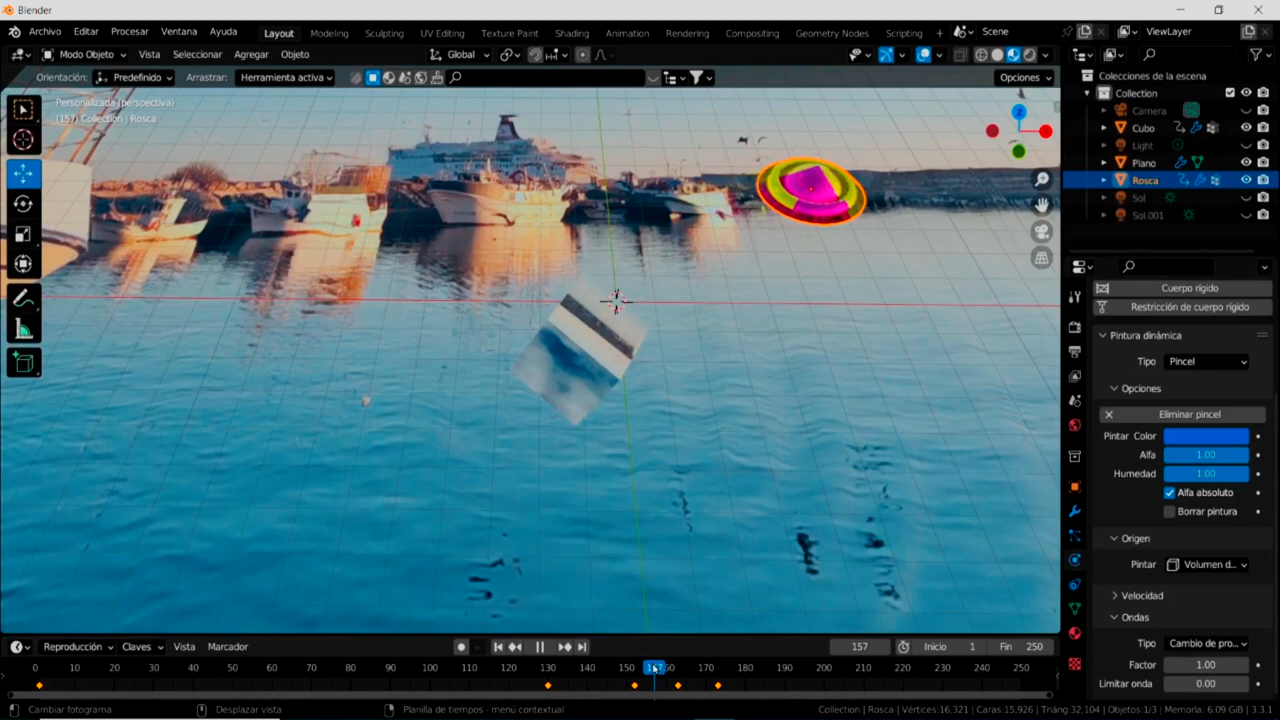 Blender
Archivo Editar Procesar Ventana Ayuda Layout Modeling Sculpting UV Editing Texture Paint Shading Animation Rendering Compositing Geometry Nodes Scripting Scene ViewLayer
Modo Objeto Vista Seleccionar Agregar Objeto Global
Orientación: Predefinido Arrastrar: Herramienta activa Opciones
Colecciones de la escena
Collection
Camera
Cubo
Light
Plano
Rosca
Sol
Sol.001
Personalizada (perspectiva)
(157) Collection | Rosca
Z
Cuerpo rígido
Restricción de cuerpo rígido
Pintura dinámica
Tipo Pincel
Opciones
Eliminar pincel
Pintar Color
Alfa 1.00
Humedad 1.00
Alfa absoluto
Borrar pintura
Origen
Pintar Volumen d...
Velocidad
Ondas
Tipo Cambio de pro...
Factor 1.00
Limitar onda 0.00
Reproducción Claves Vista Marcador 157 Inicio 1 Fin 250
0 10 20 30 40 50 60 70 80 90 100 110 120 130 140 150 157 60 170 180 190 200 210 220 230 240 250
Cambiar fotograma Desplazar vista Planilla de tiempos - menú contextual Collection | Rosca | Vértices:16,321 | Caras:15,926 | Triáng:32,104 | Objetos:1/3 | Memoria: 6.09 GiB | 3.3.1